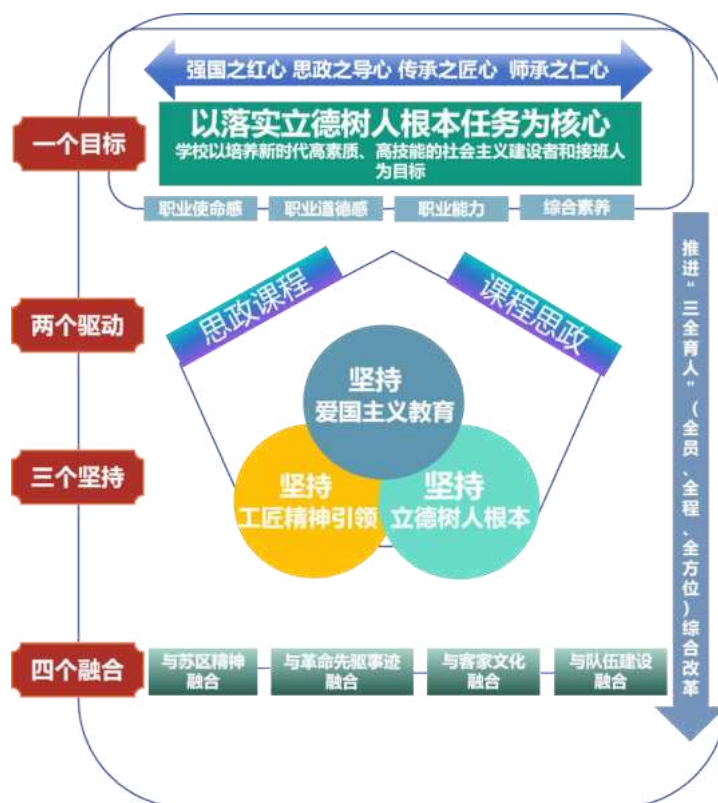 强国之红心 思政之导心 传承之匠心 师承之仁心
一个目标
以落实立德树人根本任务为核心
学校以培养新时代高素质、高技能的社会主义建设者和接班人
为目标
职业使命感
职业道德感
职业能力
综合素养
两个驱动
思政课程
课程思政
三个坚持
坚持
爱国主义教育
坚持
工匠精神引领
坚持
立德树人根本
四个融合
与苏区精神
融合
与革命先驱事迹
融合
与客家文化
融合
与队伍建设
融合
推进“三全育人”(全员、全程、全方位)综合改革